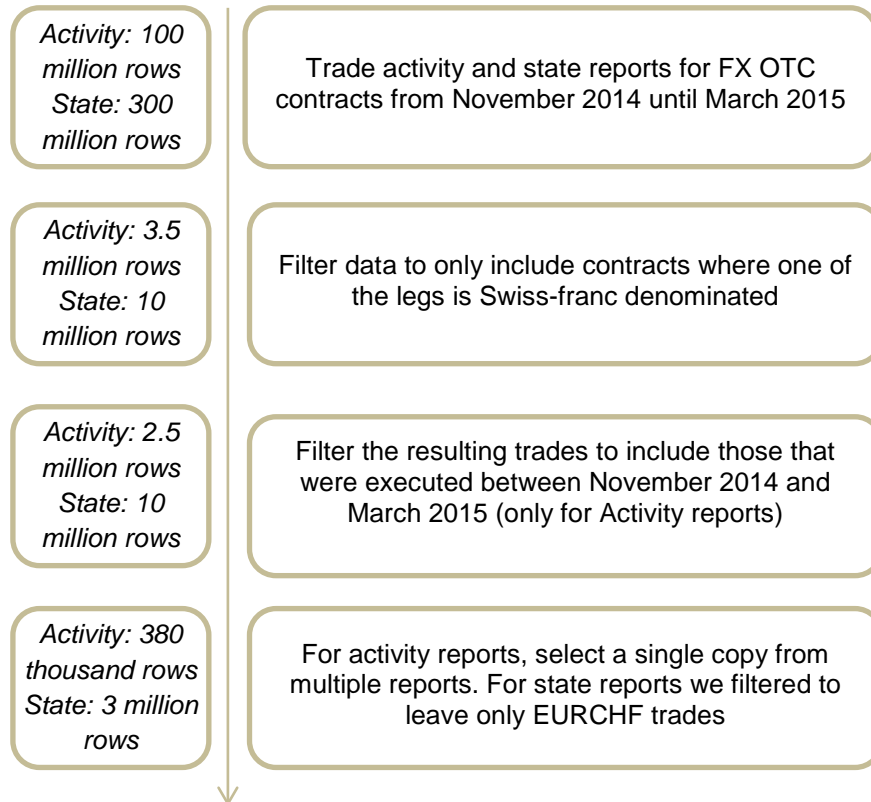 Activity: 100
million rows
State: 300
million rows
Trade activity and state reports for FX OTC
contracts from November 2014 until March 2015
Activity: 3.5
million rows
State: 10
million rows
Filter data to only include contracts where one of
the legs is Swiss-franc denominated
Activity: 2.5
million rows
State: 10
million rows
Filter the resulting trades to include those that
were executed between November 2014 and
March 2015 (only for Activity reports)
Activity: 380
thousand rows
State: 3 million
rows
For activity reports, select a single copy from
multiple reports. For state reports we filtered to
leave only EURCHF trades